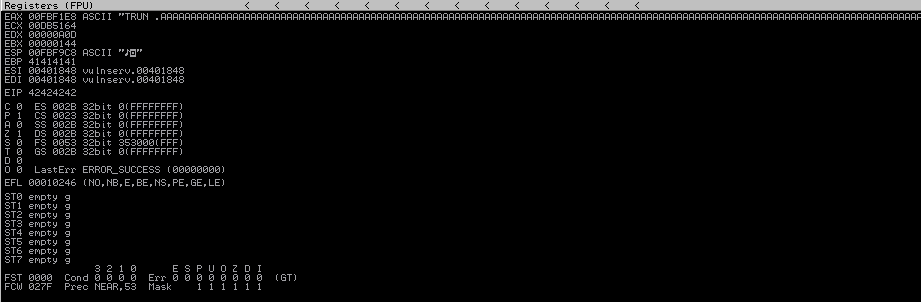 Registers (FPU) < < < < < < < < < < < < < <
EAX 00FBF1E8 ASCII "TRUN .AAAAAAAAAAAAAAAAAAAAAAAAAAAAAAAAAAAAAAAAAAAAAAAAAAAAAAAAAAAAAAAAAAAAAAAAAAAAAAAAAAAAAAAAAAAAAAAAAAAAAAAAAAAAAAAAAAAAA
ECX 00DB5164
EDX 00000A0D
EBX 00000144
ESP 00FBF9C8 ASCII "♪◙"
EBP 41414141
ESI 00401848 vulnserv.00401848
EDI 00401848 vulnserv.00401848
EIP 42424242
C 0 ES 002B 32bit 0(FFFFFFFF)
P 1 CS 0023 32bit 0(FFFFFFFF)
A 0 SS 002B 32bit 0(FFFFFFFF)
Z 1 DS 002B 32bit 0(FFFFFFFF)
S 0 FS 0053 32bit 353000(FFF)
T 0 GS 002B 32bit 0(FFFFFFFF)
D 0
O 0 LastErr ERROR_SUCCESS (00000000)
EFL 00010246 (NO,NB,E,BE,NS,PE,GE,LE)
ST0 empty g
ST1 empty g
ST2 empty g
ST3 empty g
ST4 empty g
ST5 empty g
ST6 empty g
ST7 empty g
3 2 1 0 E S P U O Z D I
FST 0000 Cond 0 0 0 0 Err 0 0 0 0 0 0 0 0 (GT)
FCW 027F Prec NEAR,53 Mask 1 1 1 1 1 1